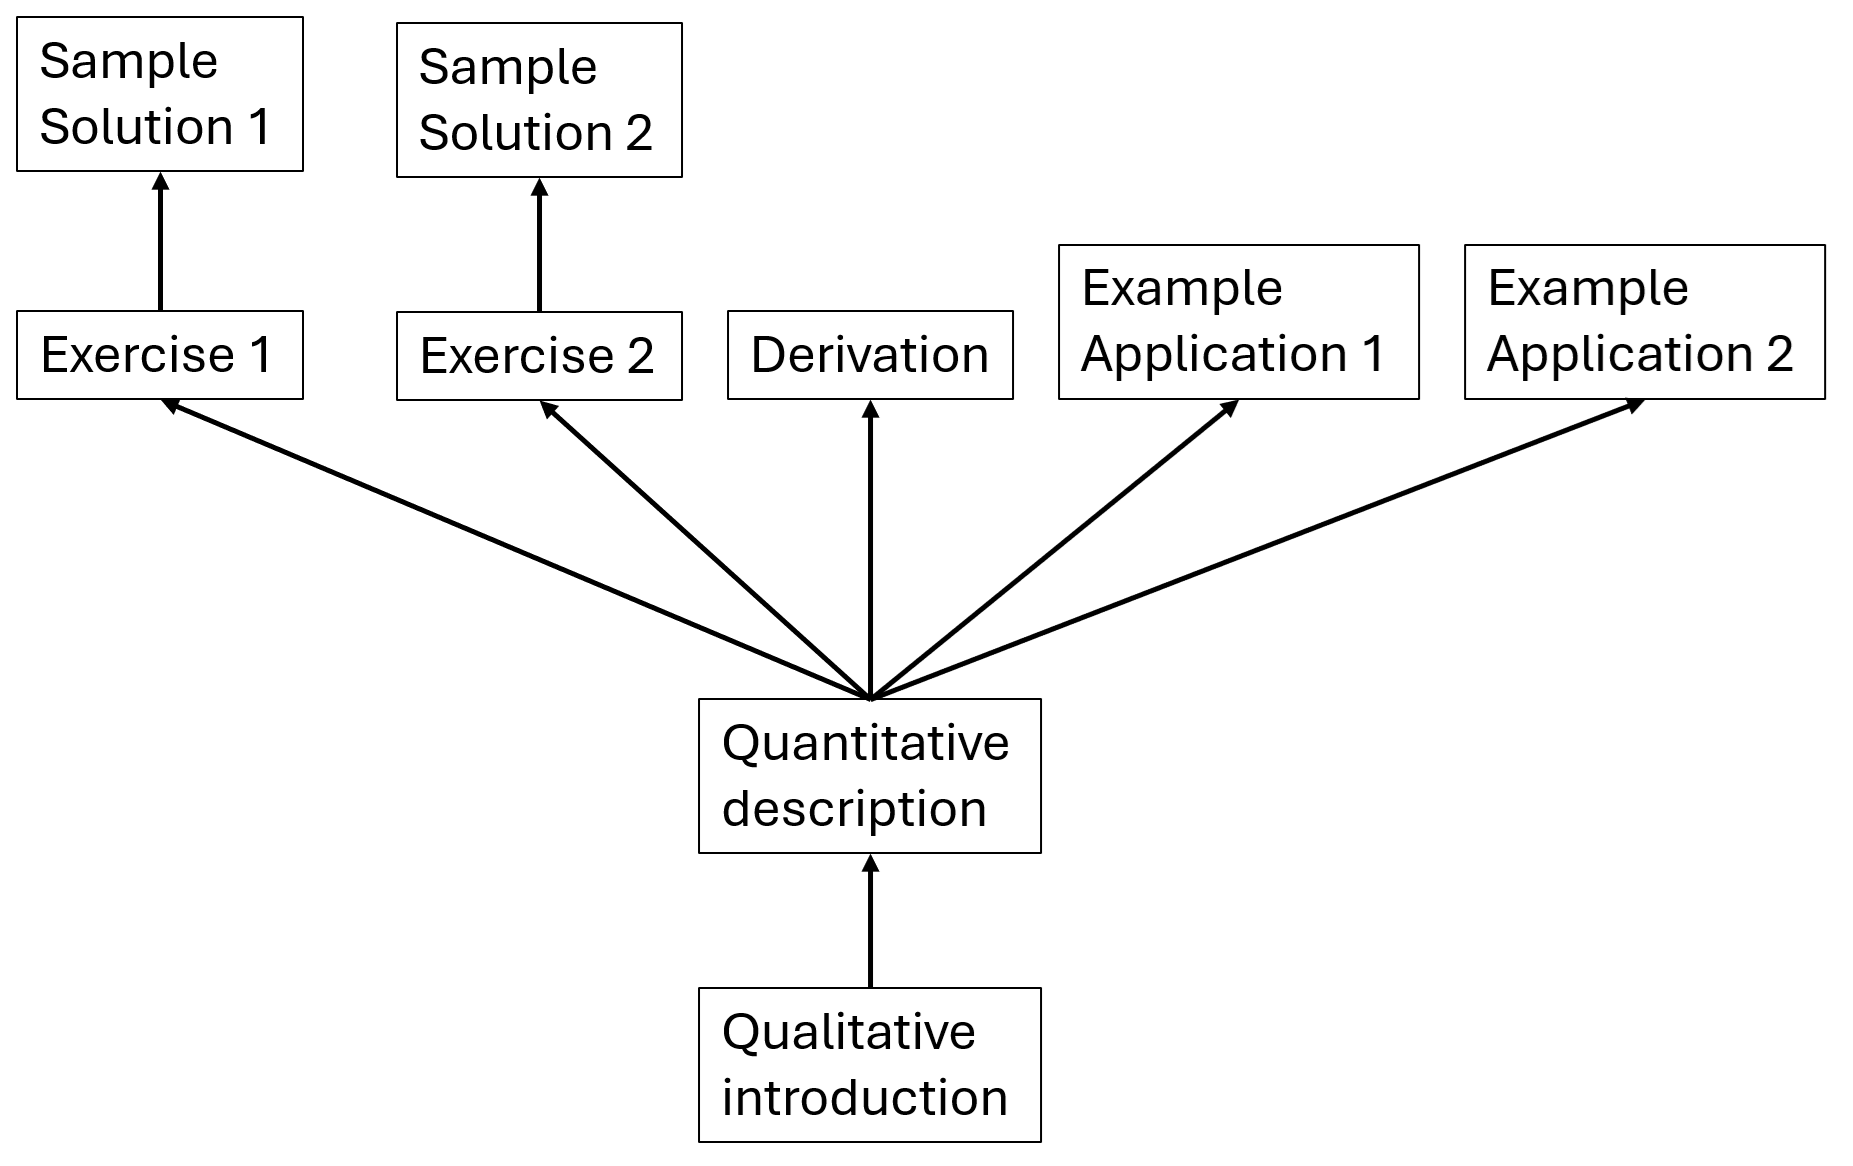 Sample
Solution 1
Sample
Solution 2
Exercise 1
Exercise 2
Derivation
Example
Application 1
Example
Application 2
Quantitative
description
Qualitative
introduction